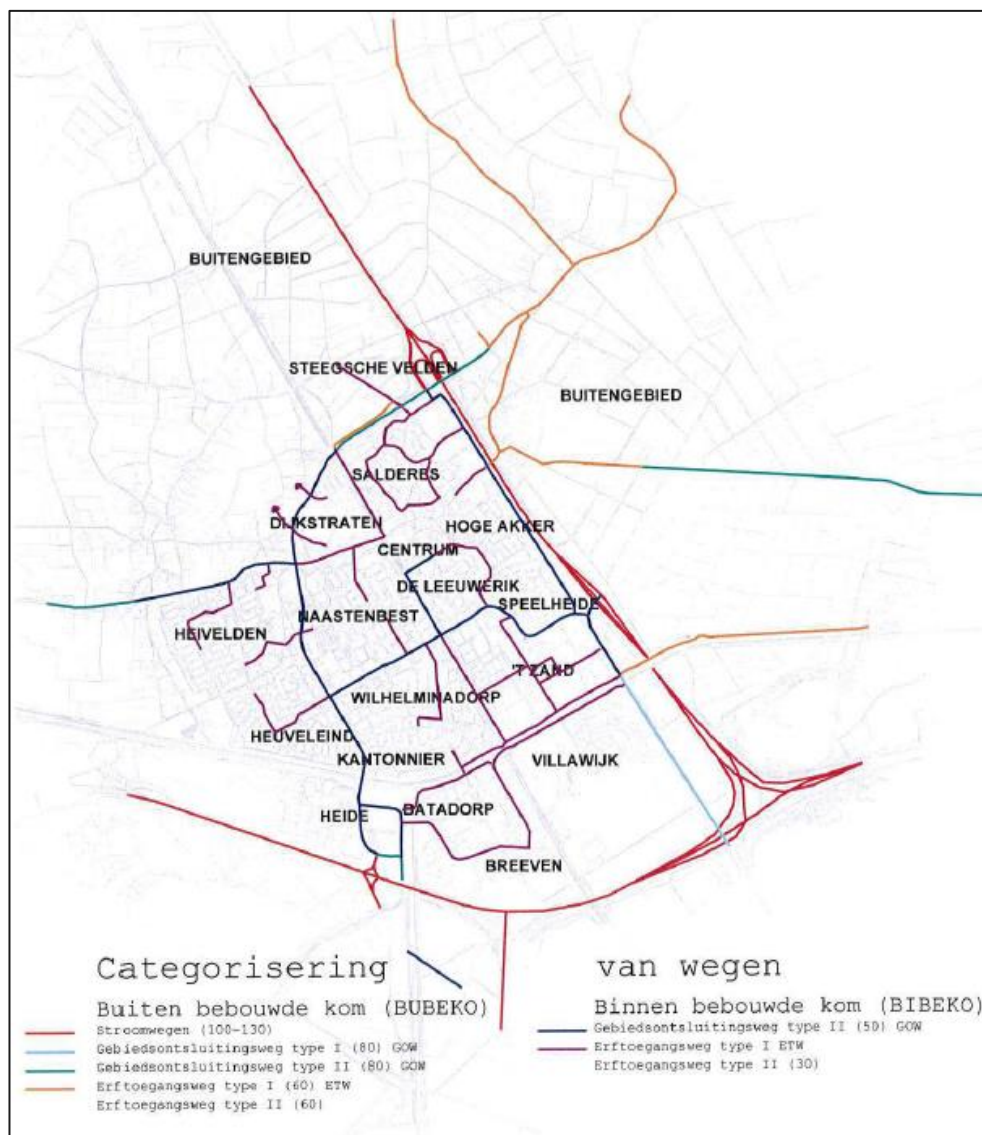 BUITENGEBIED
STEEGSCHE VELDEN
BUITENGEBIED
SALDERES
DIJKSTRATEN
HOGE AKKER
CENTRUM
DE LEEUWERIK
SPEELHEIDE
NAASTENBEST
HEIVELDEN
'T ZAND
WILHELMINADORP
HEUVELEIND
KANTONNIER
VILLAWIJK
HEIDE
BATADORP
BREEVEN
Categorisering van wegen
Buiten bebouwde kom (BUBEKO)
Stroomwegen (100-130)
Gebiedsontsluitingsweg type I (80) GOW
Gebiedsontsluitingsweg type II (80) GOW
Erftoegangsweg type I (60) ETW
Erftoegangsweg type II (60)
Binnen bebouwde kom (BIBEKO)
Gebiedsontsluitingsweg type II (50) GOW
Erftoegangsweg type I ETW
Erftoegangsweg type II (30)